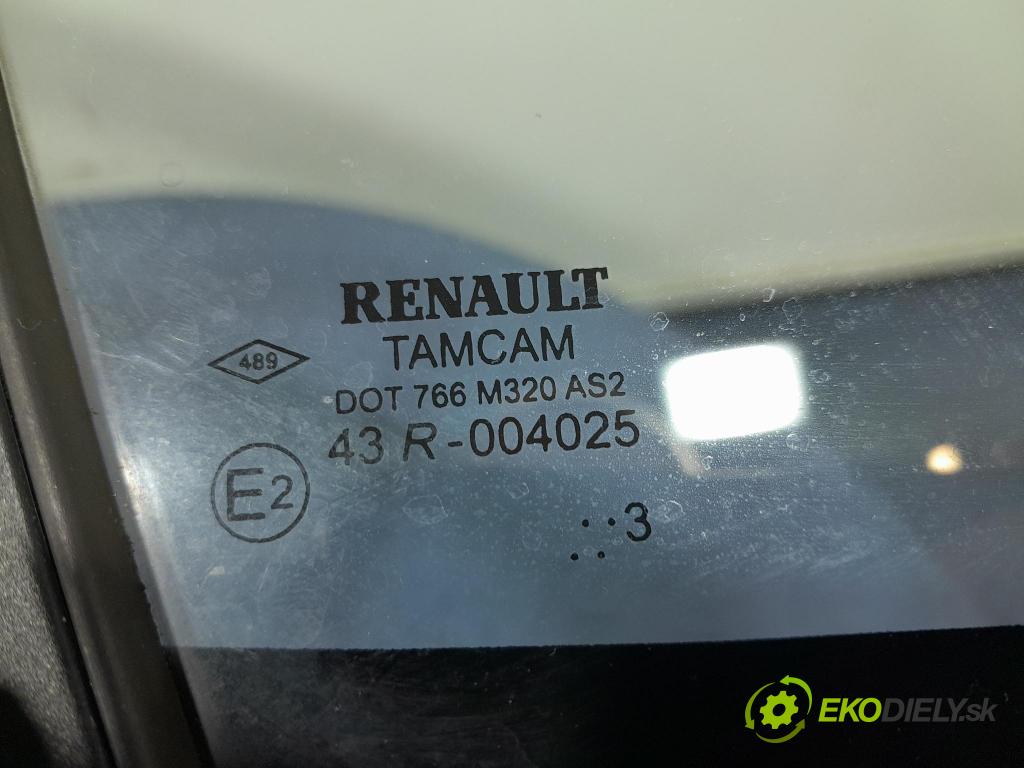 RENAULT
TAMCAM
489
DOT 766 M320 AS2
43 R-004025
E2
..3
..
EKODIELY.sk